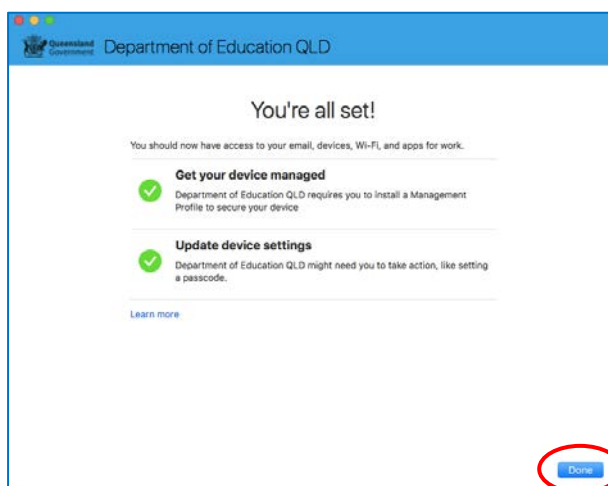 Queensland
Government
Department of Education QLD
You're all set!
You should now have access to your email, devices, Wi-Fi, and apps for work.
Get your device managed
Department of Education QLD requires you to install a Management
Profile to secure your device
Update device settings
Department of Education QLD might need you to take action, like setting
a passcode.
Learn more
Done